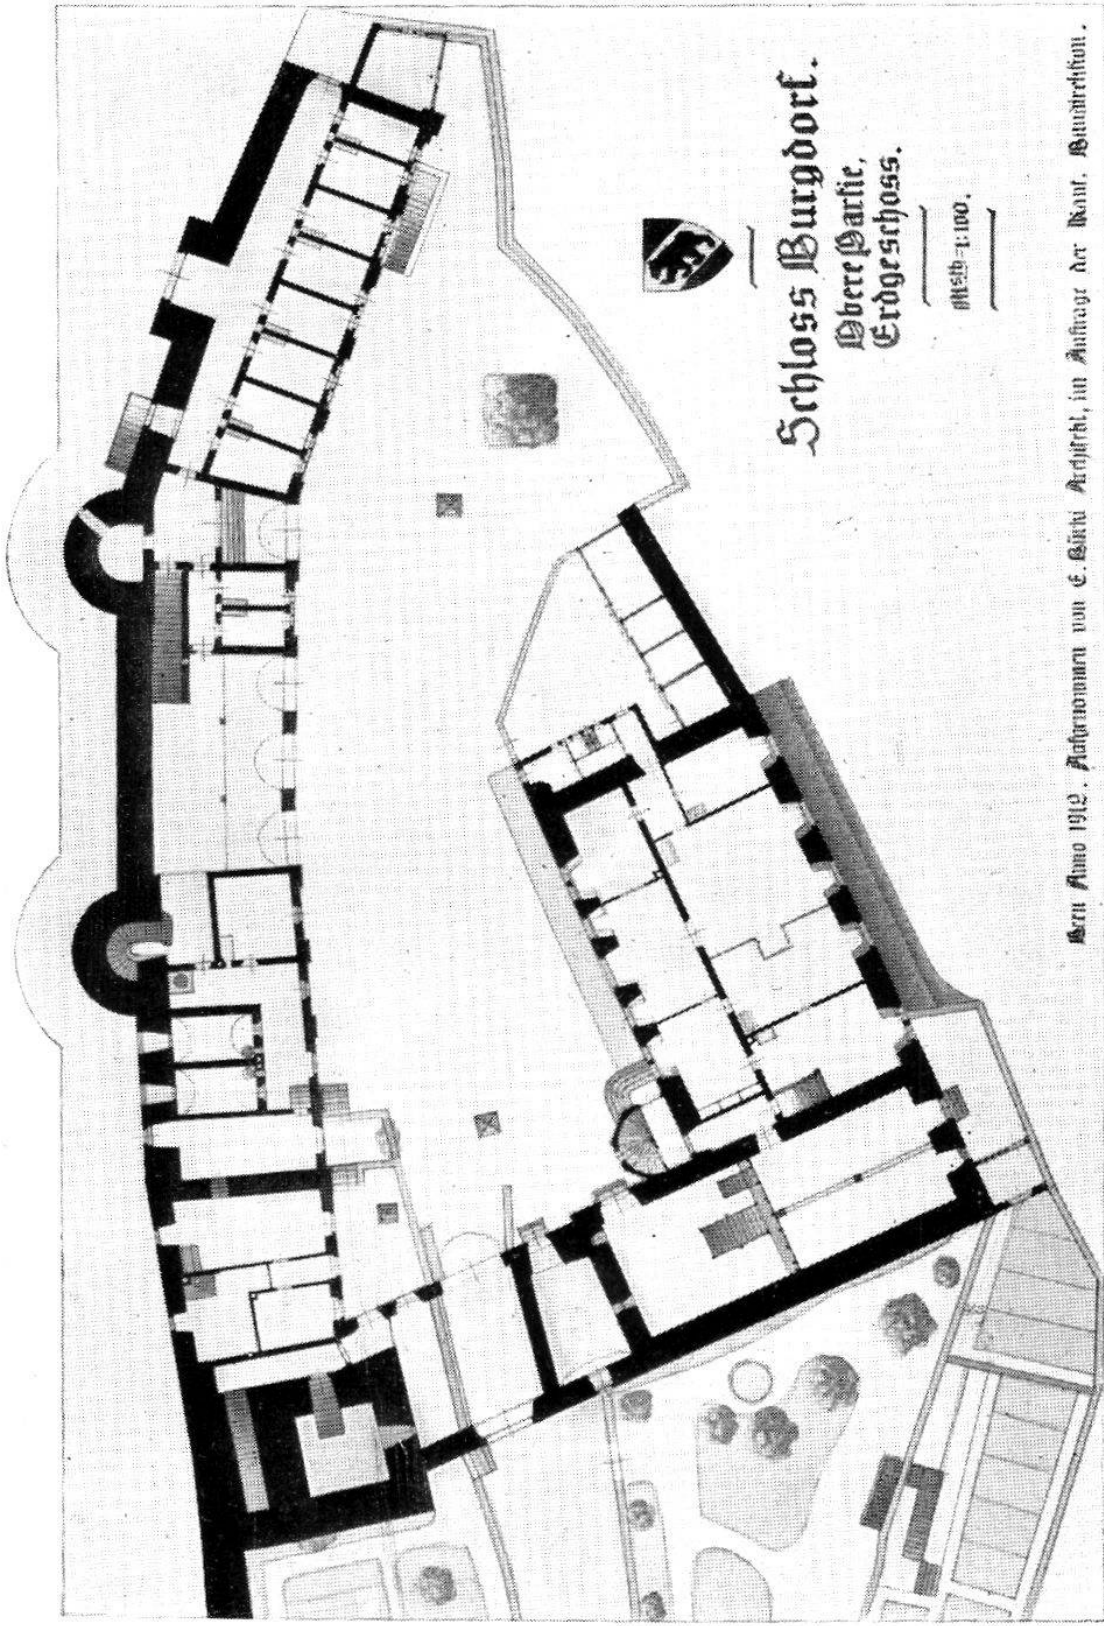 Schloss Burgdorf.
Obere Partie,
Erdgeschoss.
Mstb=1:100.
Bern Anno 1912. Aufgenommen von E. Bürki Architekt, im Auftrage der Kant. Baudirektion.